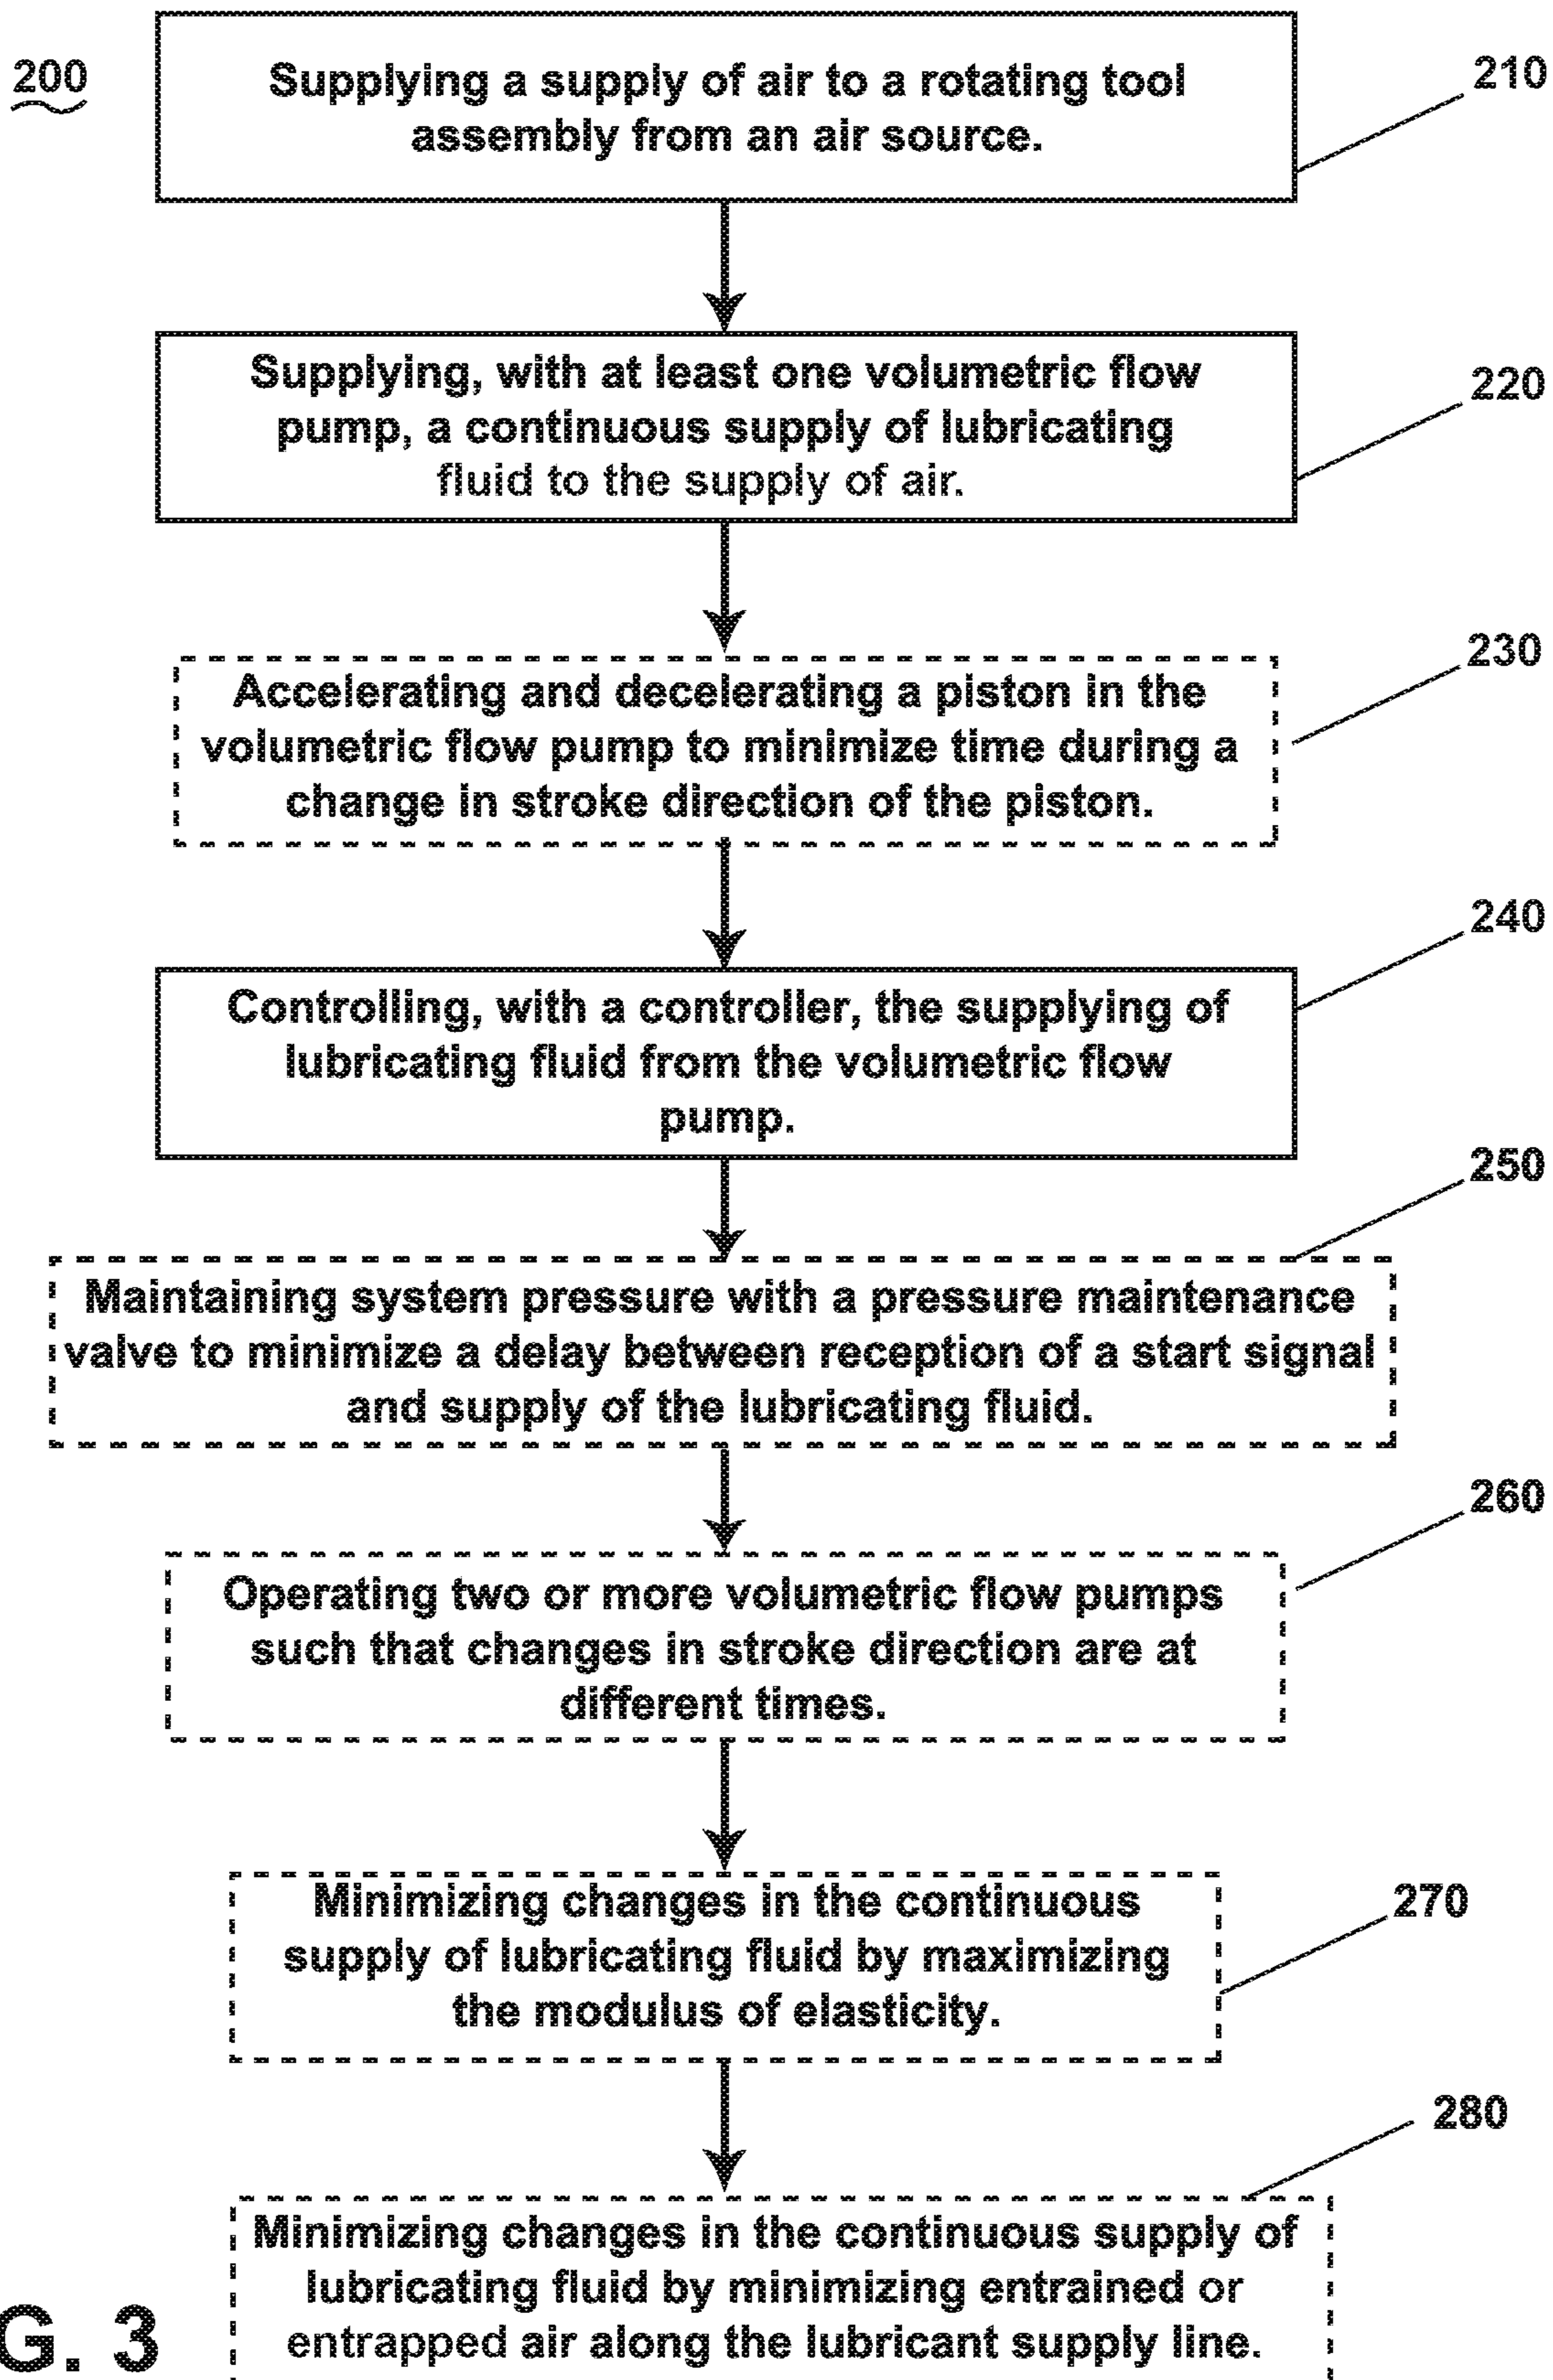 200
Supplying a supply of air to a rotating tool
assembly from an air source.
210
Supplying, with at least one volumetric flow
pump, a continuous supply of lubricating
fluid to the supply of air.
220
Accelerating and decelerating a piston in the
volumetric flow pump to minimize time during a
change in stroke direction of the piston.
230
Controlling, with a controller, the supplying of
lubricating fluid from the volumetric flow
pump.
240
Maintaining system pressure with a pressure maintenance
valve to minimize a delay between reception of a start signal
and supply of the lubricating fluid.
250
Operating two or more volumetric flow pumps
such that changes in stroke direction are at
different times.
260
Minimizing changes in the continuous
supply of lubricating fluid by maximizing
the modulus of elasticity.
270
Minimizing changes in the continuous supply of
lubricating fluid by minimizing entrained or
entrapped air along the lubricant supply line.
280
G. 3